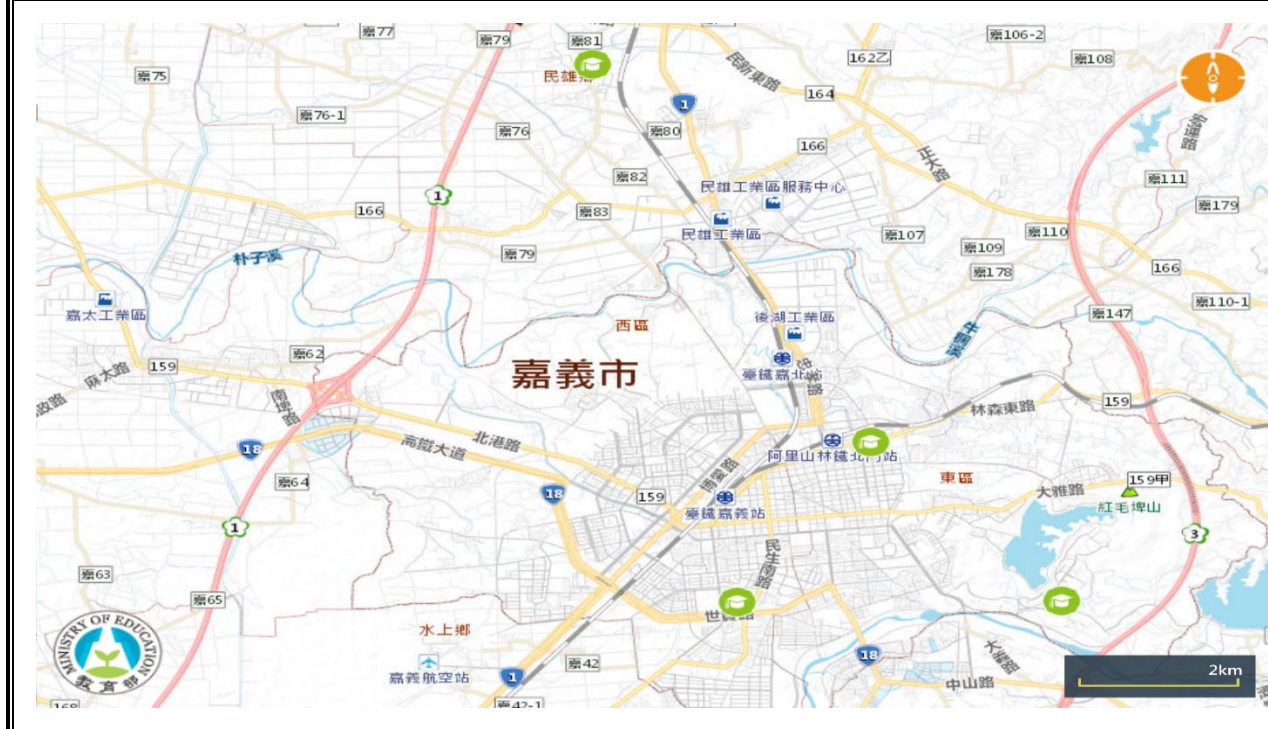 嘉77
嘉79
嘉81
嘉106-2
162乙
嘉108
嘉75
民雄鄉
民新東路
164
1
嘉76-1
嘉76
嘉80
宏運路
166
正大路
嘉82
民雄工業區服務中心
嘉111
1
166
嘉83
嘉179
民雄工業區
嘉107
嘉110
嘉79
嘉109
朴子溪
嘉178
166
嘉太工業區
嘉110-1
西區
後湖工業區
嘉147
牛稠溪
嘉義市
嘉62
臺鐵嘉北站
忠孝路
159
麻太路
南埤路
159
林森東路
北港路
高鐵大道
18
阿里山林鐵北門站
嘉64
18
159
東區
大雅路
159甲
臺鐵嘉義站
紅毛埤山
1
3
民生南路
嘉63
嘉65
世賢路
水上鄉
MINISTRY OF EDUCATION
教育部
嘉義航空站
1
嘉42
18
中山路
2km
嘉42-1
168